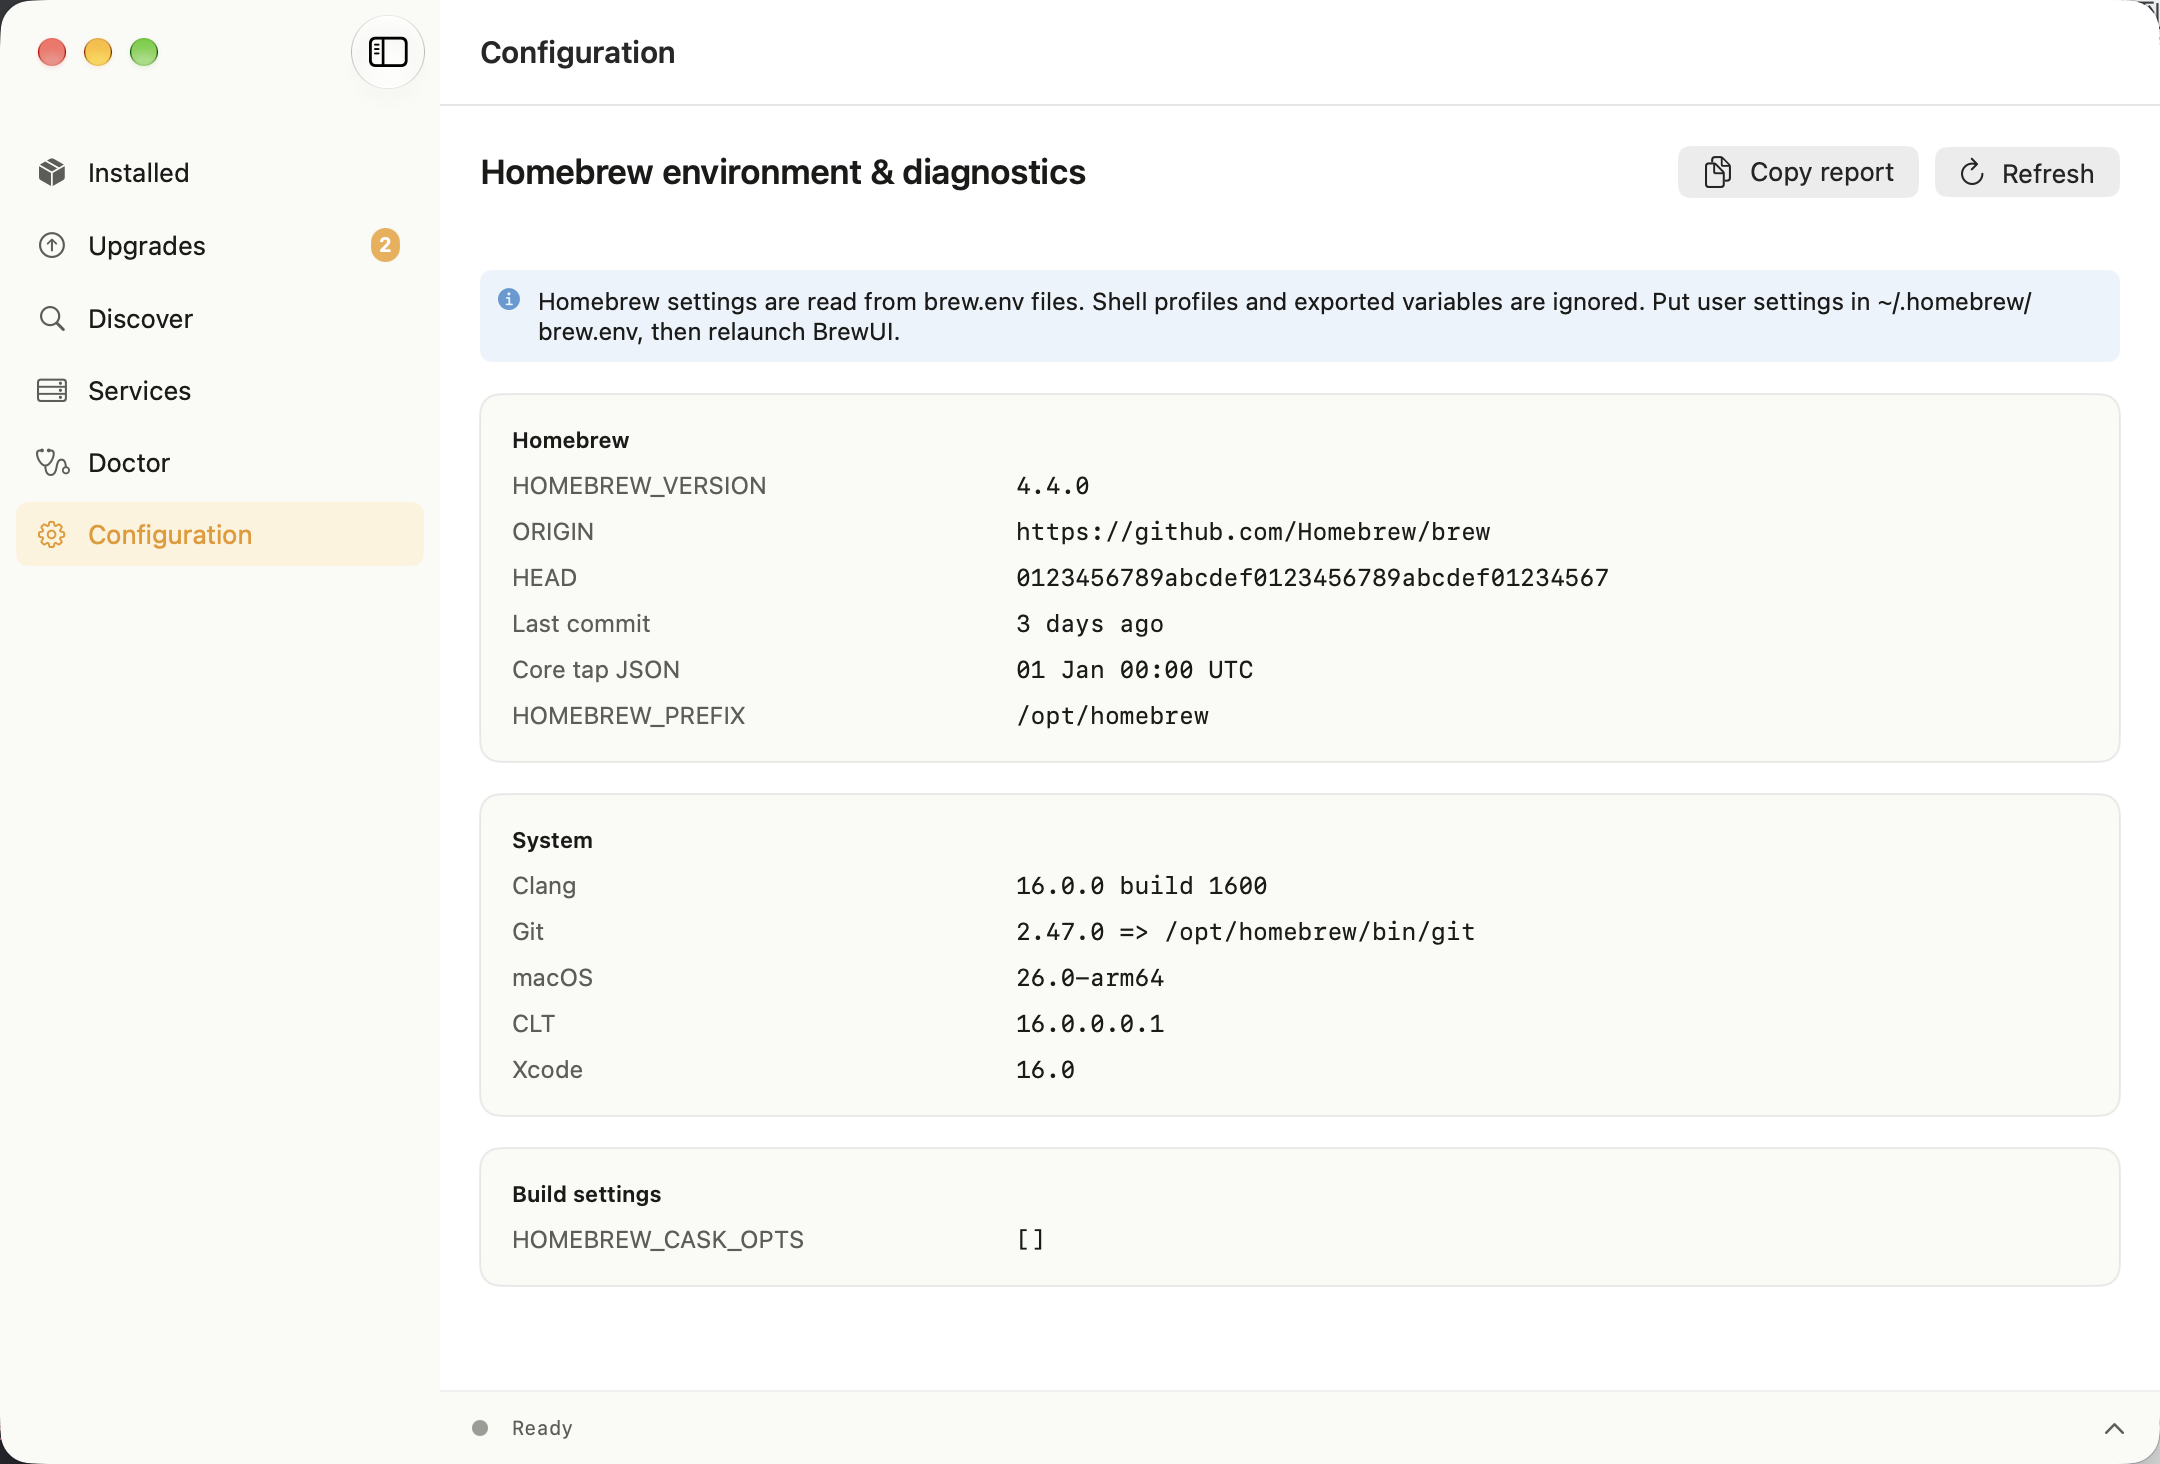 Configuration
Installed
Upgrades 2
Discover
Services
Doctor
Configuration
Homebrew environment & diagnostics
Copy report
Refresh
Homebrew settings are read from brew.env files. Shell profiles and exported variables are ignored. Put user settings in ~/.homebrew/
brew.env, then relaunch BrewUI.
Homebrew
HOMEBREW_VERSION 4.4.0
ORIGIN https://github.com/Homebrew/brew
HEAD 0123456789abcdef0123456789abcdef01234567
Last commit 3 days ago
Core tap JSON 01 Jan 00:00 UTC
HOMEBREW_PREFIX /opt/homebrew
System
Clang 16.0.0 build 1600
Git 2.47.0 => /opt/homebrew/bin/git
macOS 26.0-arm64
CLT 16.0.0.0.1
Xcode 16.0
Build settings
HOMEBREW_CASK_OPTS []
Ready